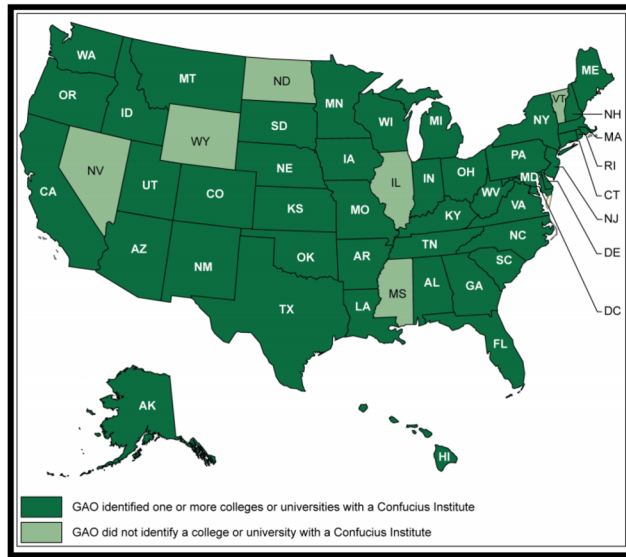 WA
MT
ND
MN
ME
OR
ID
SD
WI
MI
VT
NY
NH
MA
WY
NE
IA
PA
RI
CT
NV
UT
CO
IL
IN
OH
MD
NJ
CA
KS
MO
WV
VA
DE
KY
AZ
NM
OK
AR
TN
NC
SC
DC
TX
LA
MS
AL
GA
FL
AK
HI
GAO identified one or more colleges or universities with a Confucius Institute
GAO did not identify a college or university with a Confucius Institute